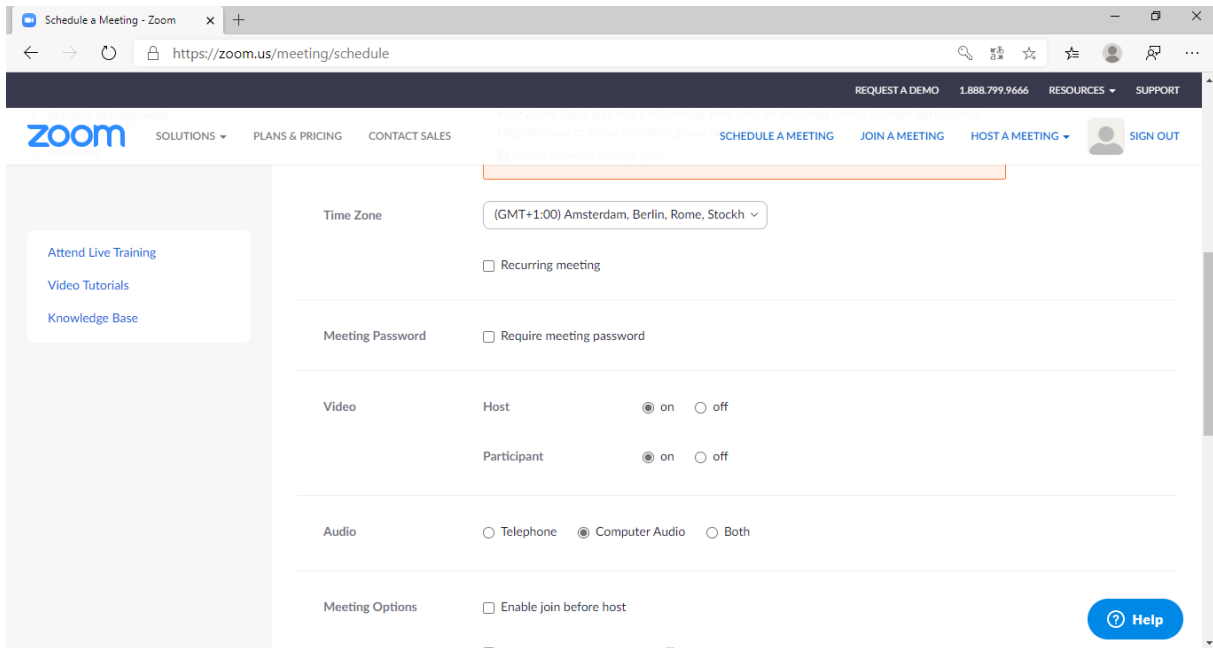 Schedule a Meeting - Zoom
https://zoom.us/meeting/schedule
REQUEST A DEMO 1.888.799.9666 RESOURCES SUPPORT
zoom SOLUTIONS PLANS & PRICING CONTACT SALES SCHEDULE A MEETING JOIN A MEETING HOST A MEETING SIGN OUT
Time Zone (GMT+1:00) Amsterdam, Berlin, Rome, Stockh
Recurring meeting
Attend Live Training
Video Tutorials
Knowledge Base
Meeting Password Require meeting password
Video Host on off
Participant on off
Audio Telephone Computer Audio Both
Meeting Options Enable join before host
Help